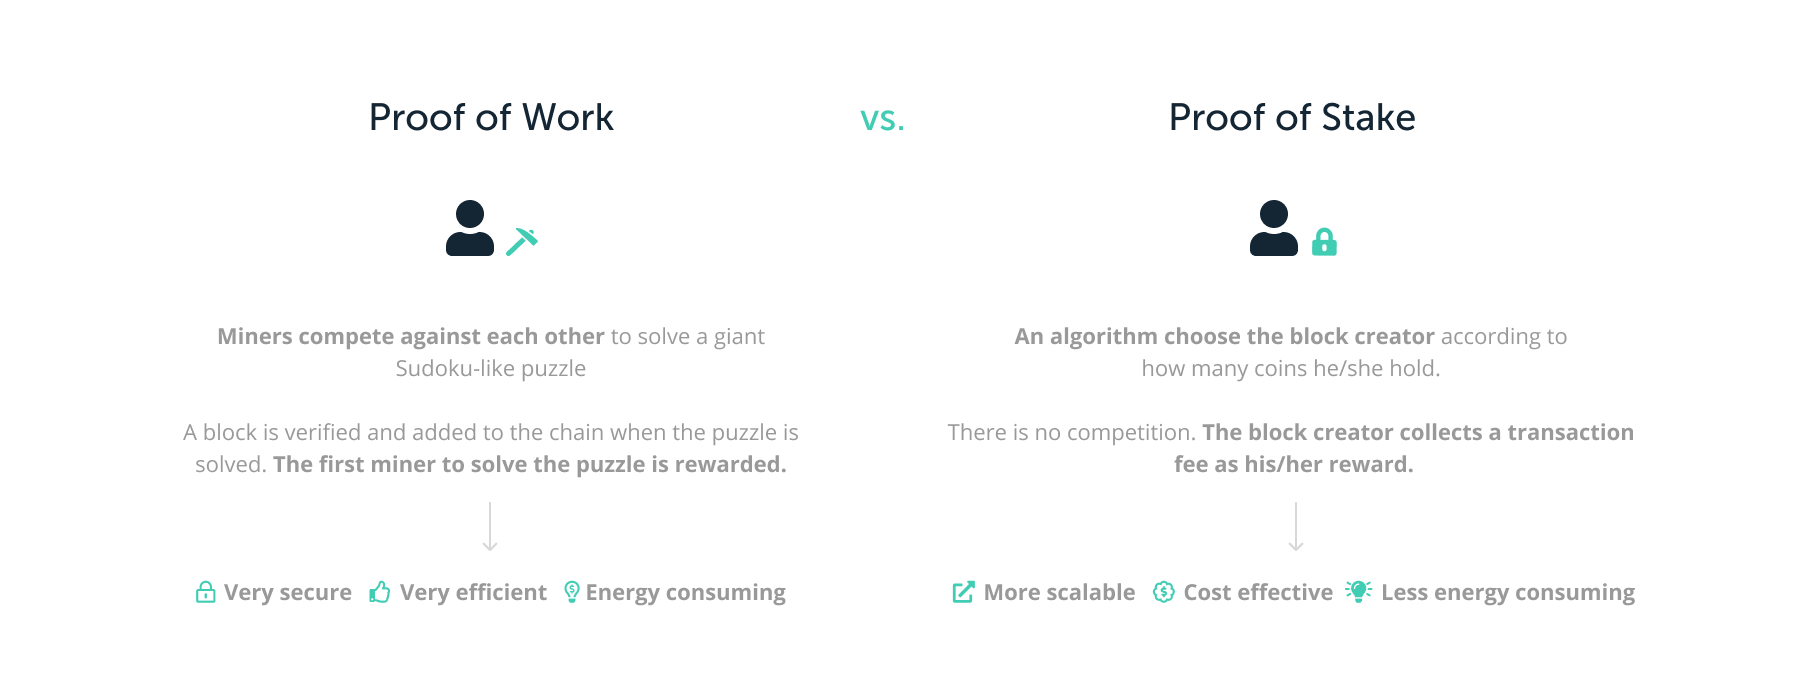 Proof of Work
vs.
Proof of Stake
Miners compete against each other to solve a giant
Sudoku-like puzzle
A block is verified and added to the chain when the puzzle is
solved. The first miner to solve the puzzle is rewarded.
Very secure Very efficient Energy consuming
An algorithm choose the block creator according to
how many coins he/she hold.
There is no competition. The block creator collects a transaction
fee as his/her reward.
More scalable Cost effective Less energy consuming